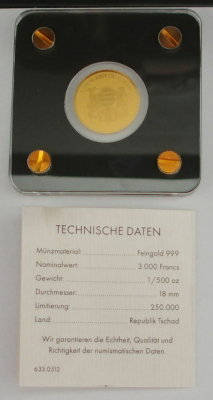 TECHNISCHE DATEN
Münzmaterial: Feingold 999
Nominalwert: 3.000 Francs
Gewicht: 1/500 oz
Durchmesser: 18 mm
Limitierung: 250.000
Land: Republik Tschad
Wir garantieren die Echtheit, Qualität und
Richtigkeit der numismatischen Daten.
633.0512